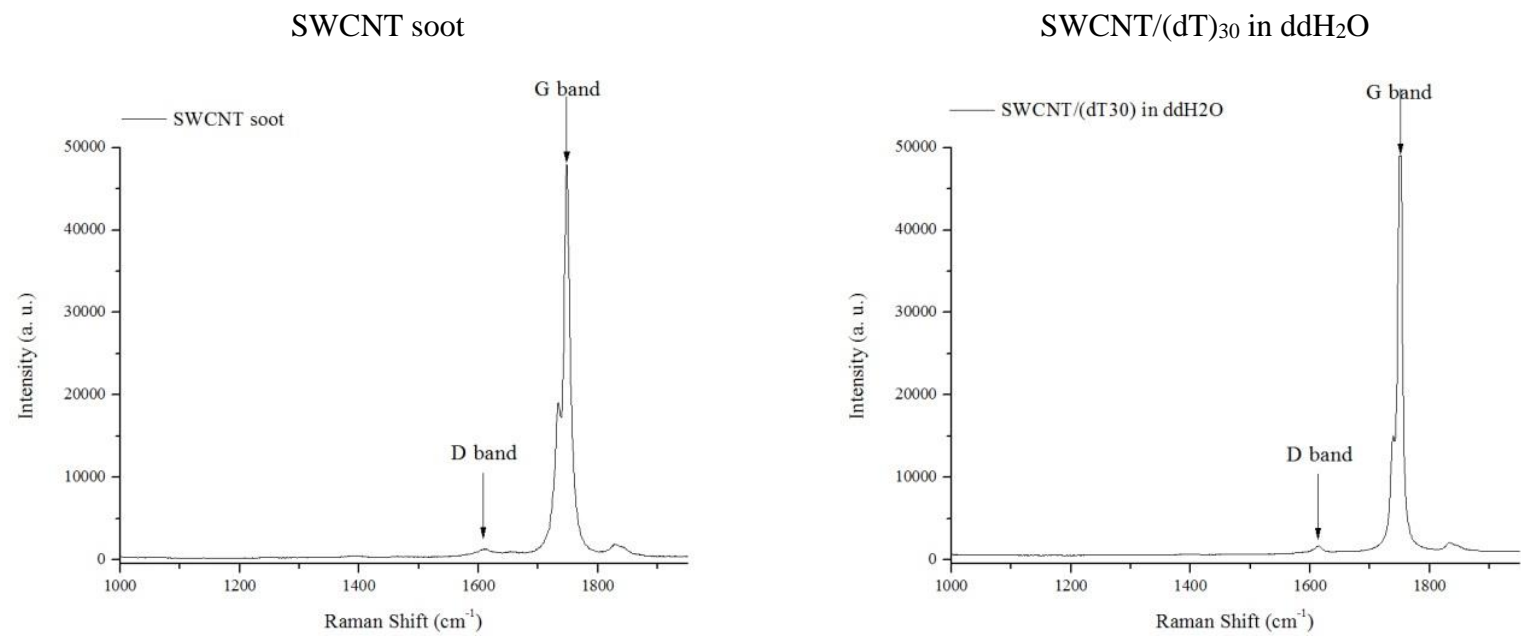 SWCNT soot
G band
SWCNT soot
50000
40000
30000
20000
10000
0
D band
Intensity (a. u.)
1000 1200 1400 1600 1800
Raman Shift (cm⁻¹)
SWCNT/(dT)₃₀ in ddH₂O
G band
SWCNT/(dT30) in ddH2O
50000
40000
30000
20000
10000
0
D band
Intensity (a. u.)
1000 1200 1400 1600 1800
Raman Shift (cm⁻¹)